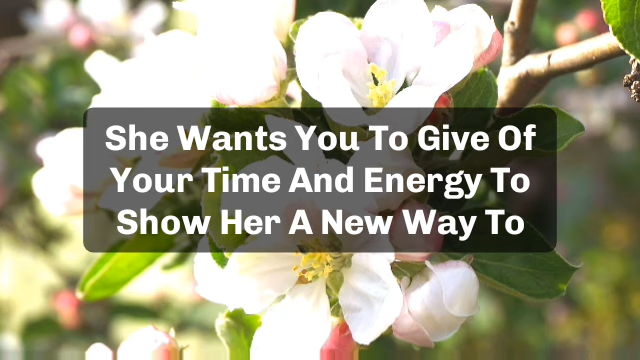 She Wants You To Give Of
Your Time And Energy To
Show Her A New Way To